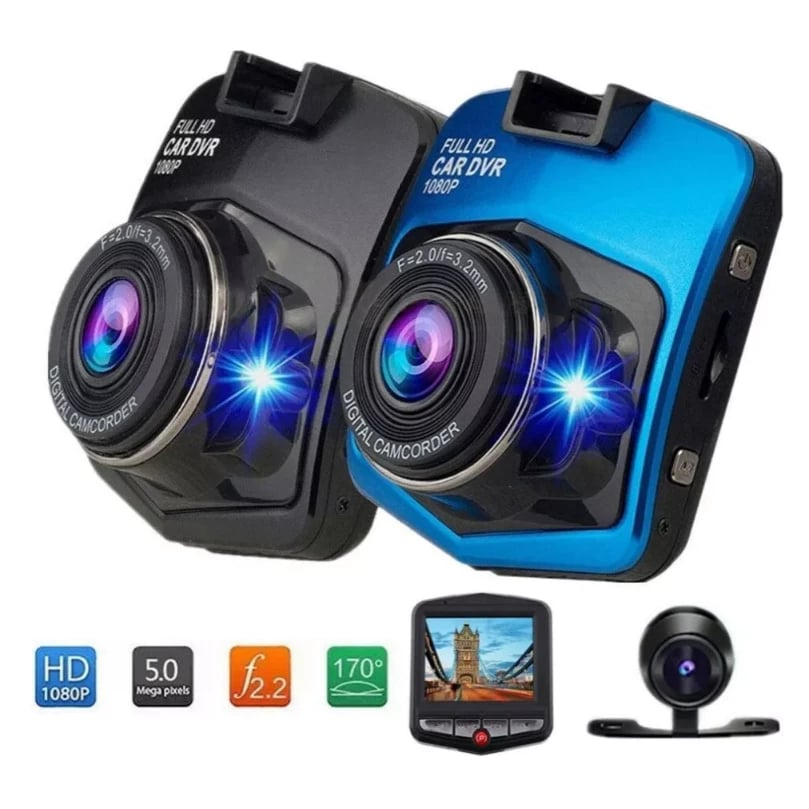 FULL HD
CAR DVR
1080P
F=2.0/f=3.2mm
DIGITAL CAMCORDER
FULL HD
CAR DVR
1080P
F=2.0/f=3.2mm
DIGITAL CAMCORDER
HD
1080P
5.0
Mega pixels
f2.2
170°